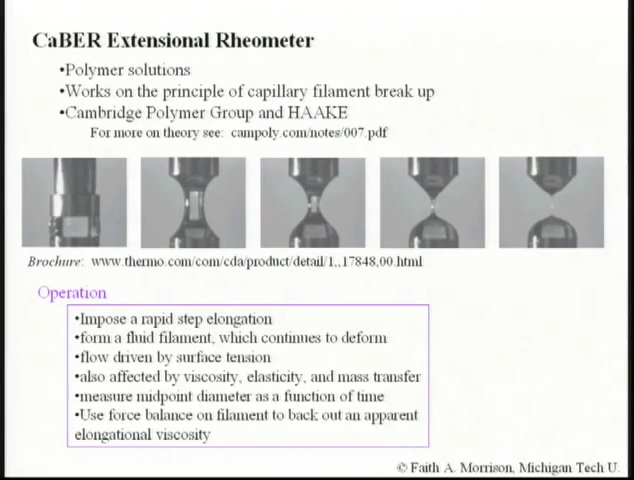 CaBER Extensional Rheometer
•Polymer solutions
•Works on the principle of capillary filament break up
•Cambridge Polymer Group and HAAKE
For more on theory see: campoly.com/notes/007.pdf
Brochure: www.thermo.com/com/cda/product/detail/1,,17848,00.html
Operation
•Impose a rapid step elongation
•form a fluid filament, which continues to deform
•flow driven by surface tension
•also affected by viscosity, elasticity, and mass transfer
•measure midpoint diameter as a function of time
•Use force balance on filament to back out an apparent
elongational viscosity
© Faith A. Morrison, Michigan Tech U.